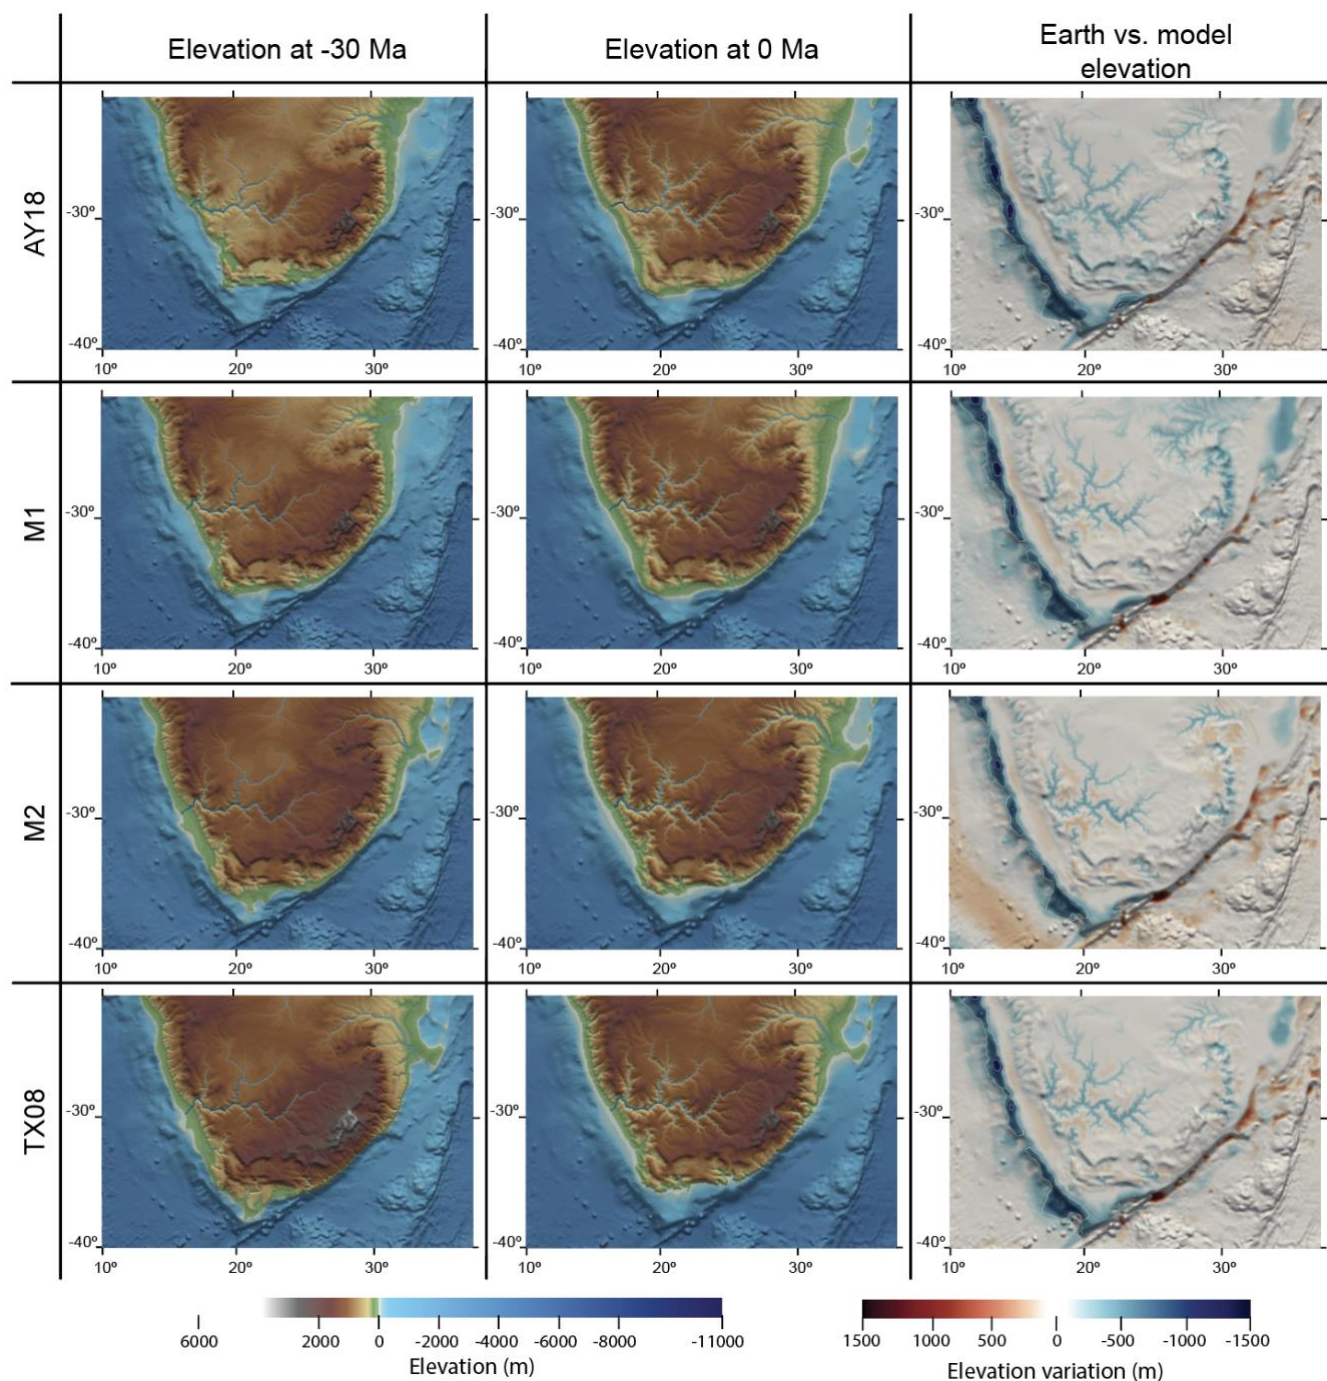 Elevation at -30 Ma
Elevation at 0 Ma
Earth vs. model
elevation
AY18
-30º
-40º
10º
20º
30º
-30º
-40º
10º
20º
30º
-30º
-40º
10º
20º
30º
M1
-30º
-40º
10º
20º
30º
-30º
-40º
10º
20º
30º
-30º
-40º
10º
20º
30º
M2
-30º
-40º
10º
20º
30º
-30º
-40º
10º
20º
30º
-30º
-40º
10º
20º
30º
TX08
-30º
-40º
10º
20º
30º
-30º
-40º
10º
20º
30º
-30º
-40º
10º
20º
30º
6000 2000 0 -2000 -4000 -6000 -8000 -11000
Elevation (m)
1500 1000 500 0 -500 -1000 -1500
Elevation variation (m)